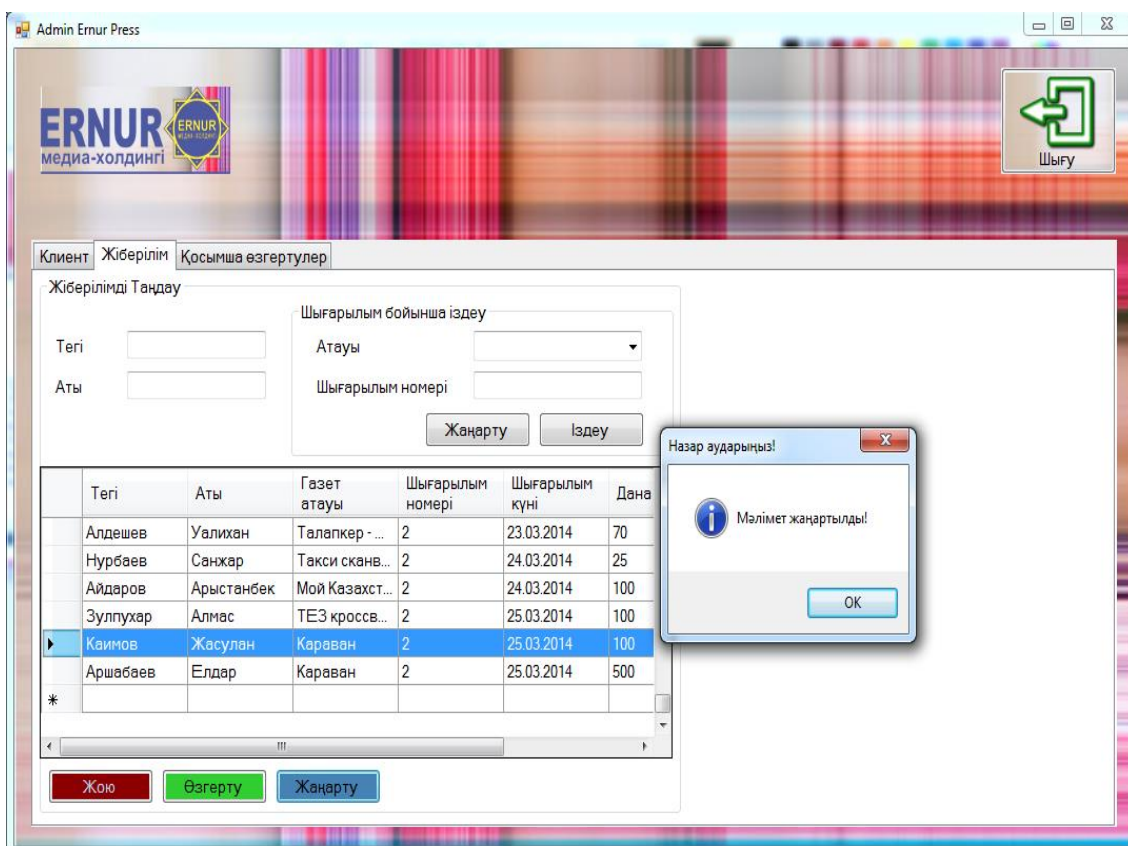 Admin Ernur Press
ERNUR
медиа-холдингі
ERNUR
Шығу
Клиент Жіберілім Қосымша өзгертулер
Жіберілімді Таңдау
Шығарылым бойынша іздеу
Тегі
Атауы
Аты
Шығарылым номері
Жаңарту Іздеу
Тегі Аты Газет атауы Шығарылым номері Шығарылым күні Дана
Алдешев Уалихан Талапкер - ... 2 23.03.2014 70
Нурбаев Санжар Такси сканв... 2 24.03.2014 25
Айдаров Арыстанбек Мой Казахст... 2 24.03.2014 100
Зулпухар Алмас ТЕЗ кроссв... 2 25.03.2014 100
Каимов Жасулан Караван 2 25.03.2014 100
Аршабаев Елдар Караван 2 25.03.2014 500
Жою Өзгерту Жаңарту
Назар аударыңыз!
Мәлімет жаңартылды!
OK